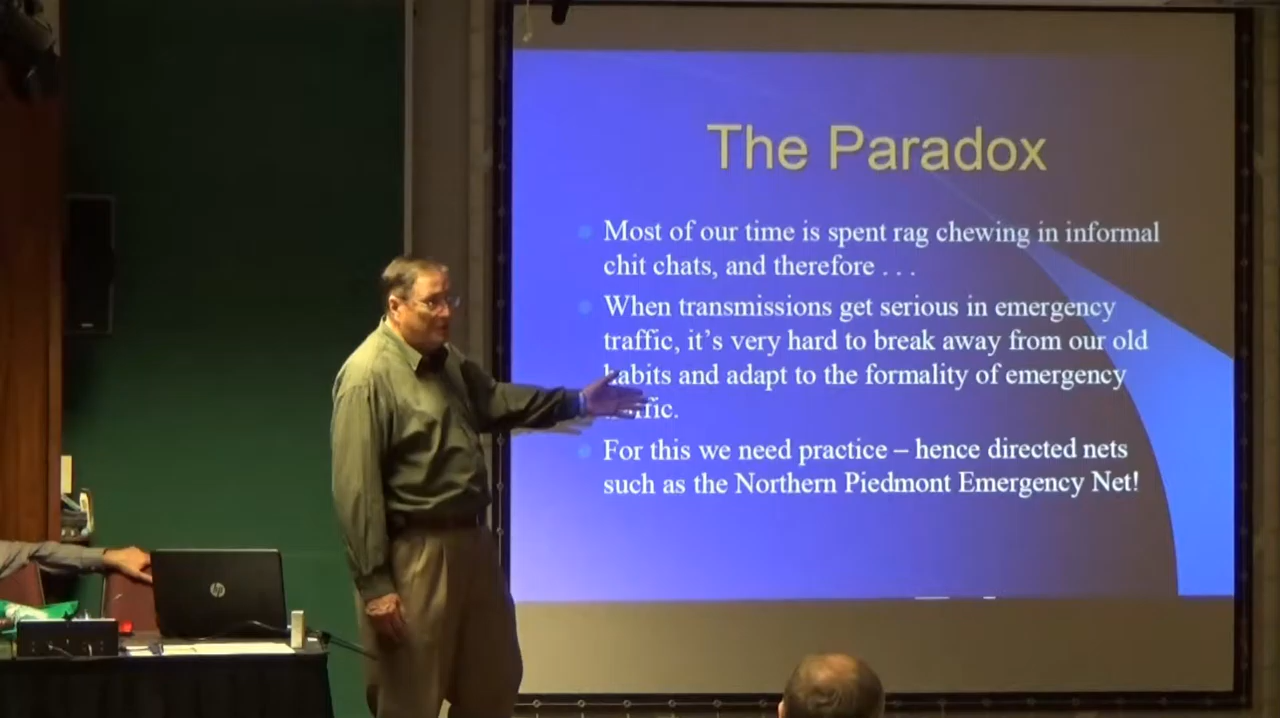 The Paradox
Most of our time is spent rag chewing in informal
chit chats, and therefore . . .
When transmissions get serious in emergency
traffic, it's very hard to break away from our old
habits and adapt to the formality of emergency
For this we need practice – hence directed nets
such as the Northern Piedmont Emergency Net!
hp